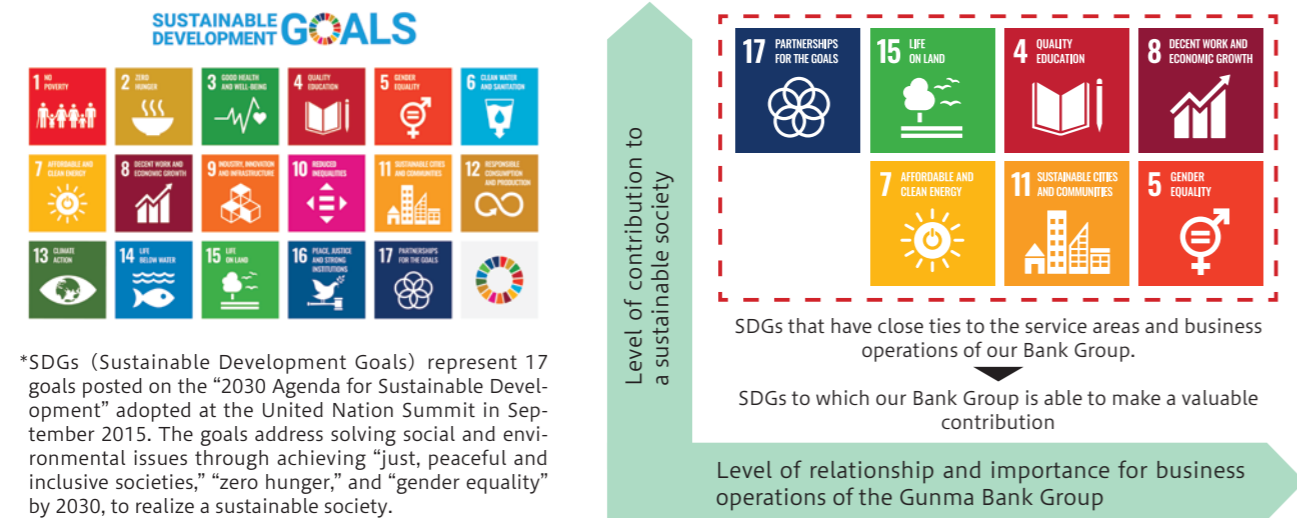 SUSTAINABLE
DEVELOPMENT GOALS
1 NO
POVERTY
2 ZERO
HUNGER
3 GOOD HEALTH
AND WELL-BEING
4 QUALITY
EDUCATION
5 GENDER
EQUALITY
6 CLEAN WATER
AND SANITATION
7 AFFORDABLE AND
CLEAN ENERGY
8 DECENT WORK AND
ECONOMIC GROWTH
9 INDUSTRY, INNOVATION
AND INFRASTRUCTURE
10 REDUCED
INEQUALITIES
11 SUSTAINABLE CITIES
AND COMMUNITIES
12 RESPONSIBLE
CONSUMPTION
AND PRODUCTION
13 CLIMATE
ACTION
14 LIFE
BELOW WATER
15 LIFE
ON LAND
16 PEACE, JUSTICE
AND STRONG
INSTITUTIONS
17 PARTNERSHIPS
FOR THE GOALS
*SDGs (Sustainable Development Goals) represent 17
goals posted on the “2030 Agenda for Sustainable Devel-
opment” adopted at the United Nation Summit in Sep-
tember 2015. The goals address solving social and envi-
ronmental issues through achieving “just, peaceful and
inclusive societies,” “zero hunger,” and “gender equality”
by 2030, to realize a sustainable society.
Level of contribution to
a sustainable society
17 PARTNERSHIPS
FOR THE GOALS
15 LIFE
ON LAND
4 QUALITY
EDUCATION
8 DECENT WORK AND
ECONOMIC GROWTH
7 AFFORDABLE AND
CLEAN ENERGY
11 SUSTAINABLE CITIES
AND COMMUNITIES
5 GENDER
EQUALITY
SDGs that have close ties to the service areas and business
operations of our Bank Group.
SDGs to which our Bank Group is able to make a valuable
contribution
Level of relationship and importance for business
operations of the Gunma Bank Group